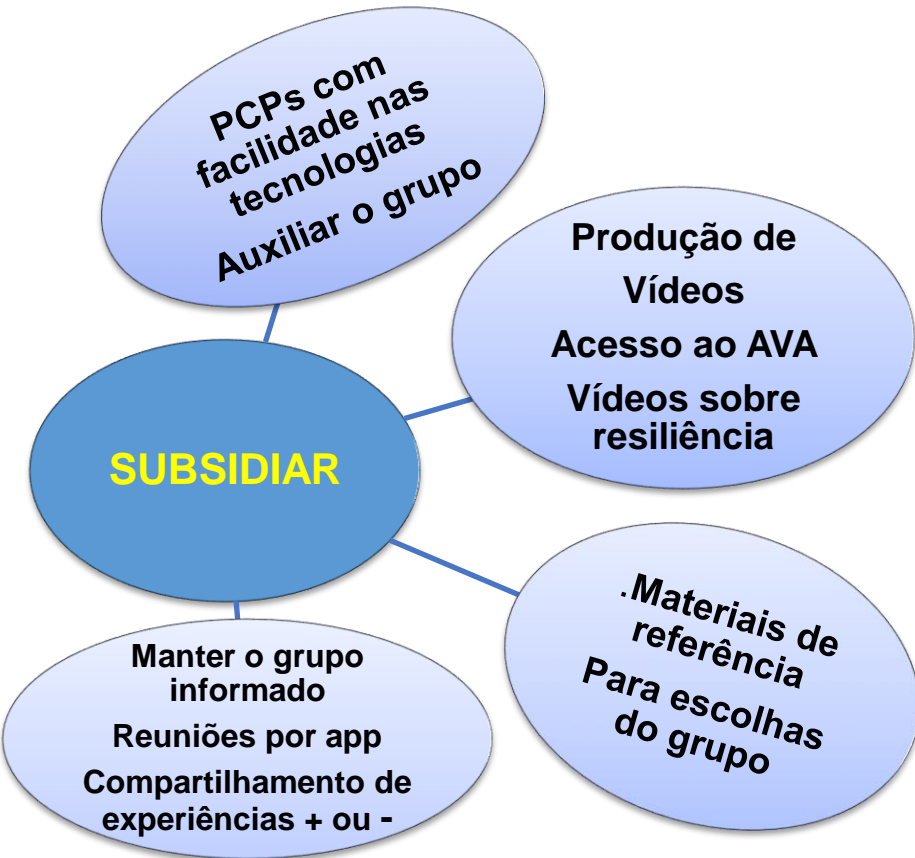 PCPs com
facilidade nas
tecnologias
Auxiliar o grupo
Produção de
Vídeos
Acesso ao AVA
Vídeos sobre
resiliência
SUBSIDIAR
.Materiais de
referência
Para escolhas
do grupo
Manter o grupo
informado
Reuniões por app
Compartilhamento de
experiências + ou -